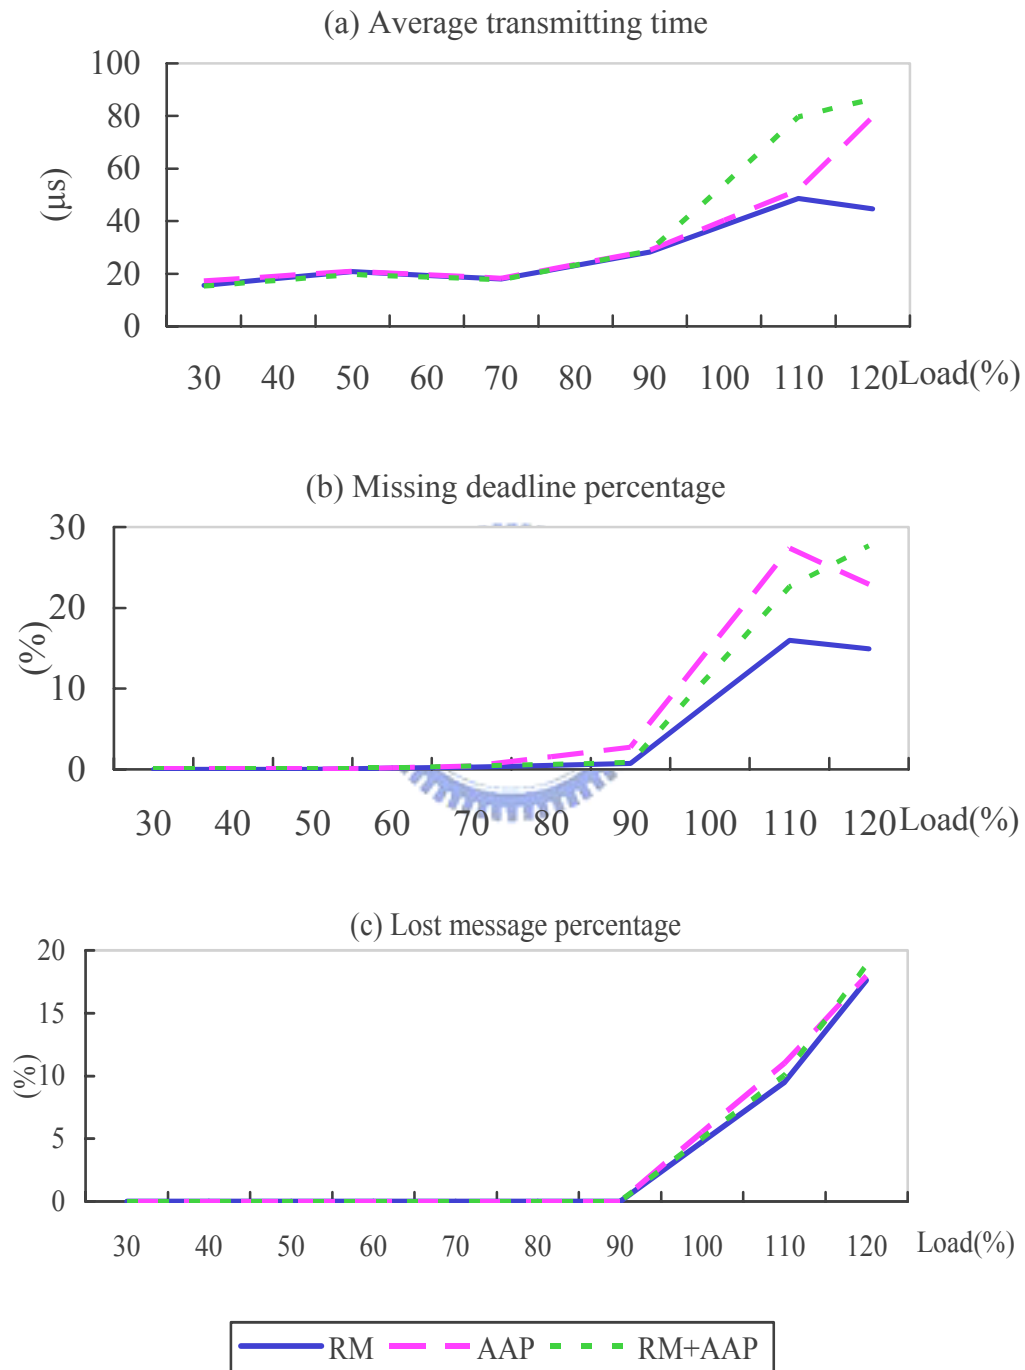 (a) Average transmitting time
100
80
60
40
20
0
(μs)
30 40 50 60 70 80 90 100 110 120 Load(%)
(b) Missing deadline percentage
30
20
10
0
(%)
30 40 50 60 70 80 90 100 110 120 Load(%)
(c) Lost message percentage
20
15
10
5
0
(%)
30 40 50 60 70 80 90 100 110 120 Load(%)
RM AAP RM+AAP